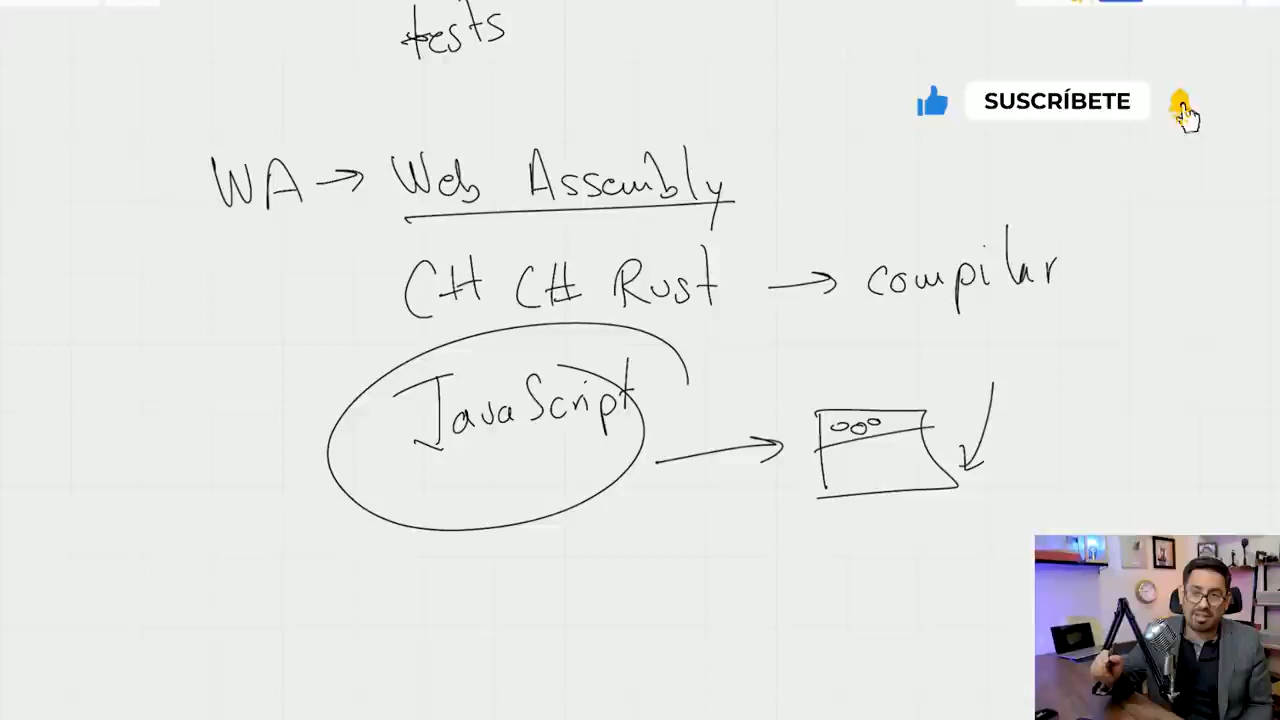 tests
SUSCRÍBETE
WA → Web Assembly
C++ C# Rust → compilar
JavaScript →